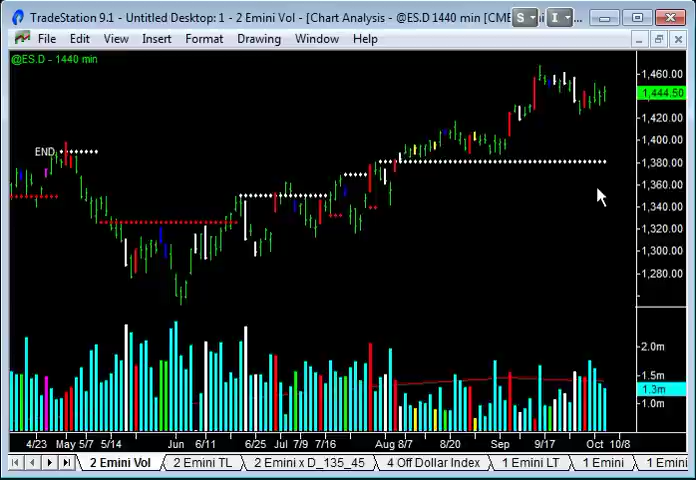 TradeStation 9.1 - Untitled Desktop: 1 - 2 Emini Vol - [Chart Analysis - @ES.D 1440 min [CME
S
I
File Edit View Insert Format Drawing Window Help
@ES.D - 1440 min
1,460.00
1,444.50
1,420.00
1,400.00
1,380.00
1,360.00
1,340.00
1,320.00
1,300.00
1,280.00
END
2.0m
1.5m
1.3m
1.0m
4/23 May 5/7 5/14 Jun 6/11 6/25 Jul 7/9 7/16 Aug 8/7 8/20 Sep 9/17 Oct 10/8
2 Emini Vol 2 Emini TL 2 Emini x D_135_45 4 Off Dollar Index 1 Emini LT 1 Emini 1 Emini